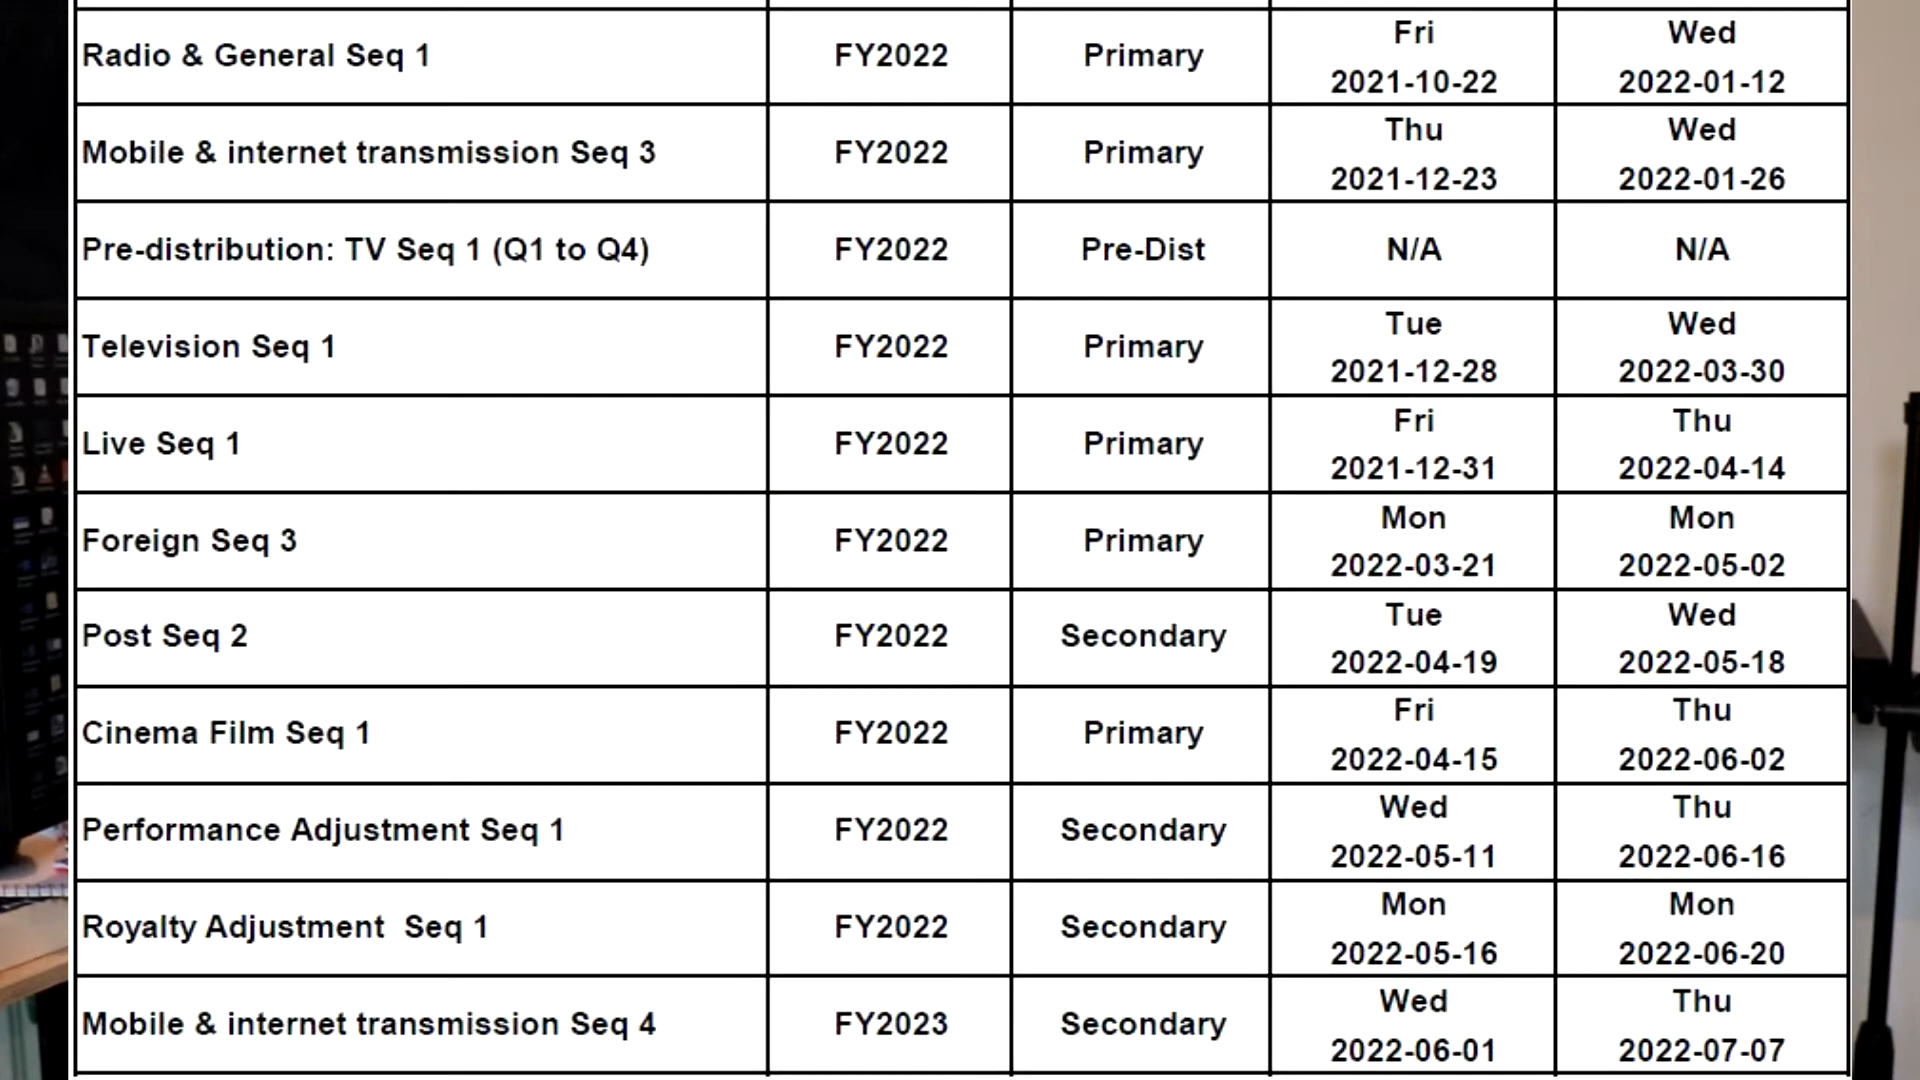 Radio & General Seq 1 FY2022 Primary Fri 2021-10-22 Wed 2022-01-12
Mobile & internet transmission Seq 3 FY2022 Primary Thu 2021-12-23 Wed 2022-01-26
Pre-distribution: TV Seq 1 (Q1 to Q4) FY2022 Pre-Dist N/A N/A
Television Seq 1 FY2022 Primary Tue 2021-12-28 Wed 2022-03-30
Live Seq 1 FY2022 Primary Fri 2021-12-31 Thu 2022-04-14
Foreign Seq 3 FY2022 Primary Mon 2022-03-21 Mon 2022-05-02
Post Seq 2 FY2022 Secondary Tue 2022-04-19 Wed 2022-05-18
Cinema Film Seq 1 FY2022 Primary Fri 2022-04-15 Thu 2022-06-02
Performance Adjustment Seq 1 FY2022 Secondary Wed 2022-05-11 Thu 2022-06-16
Royalty Adjustment Seq 1 FY2022 Secondary Mon 2022-05-16 Mon 2022-06-20
Mobile & internet transmission Seq 4 FY2023 Secondary Wed 2022-06-01 Thu 2022-07-07